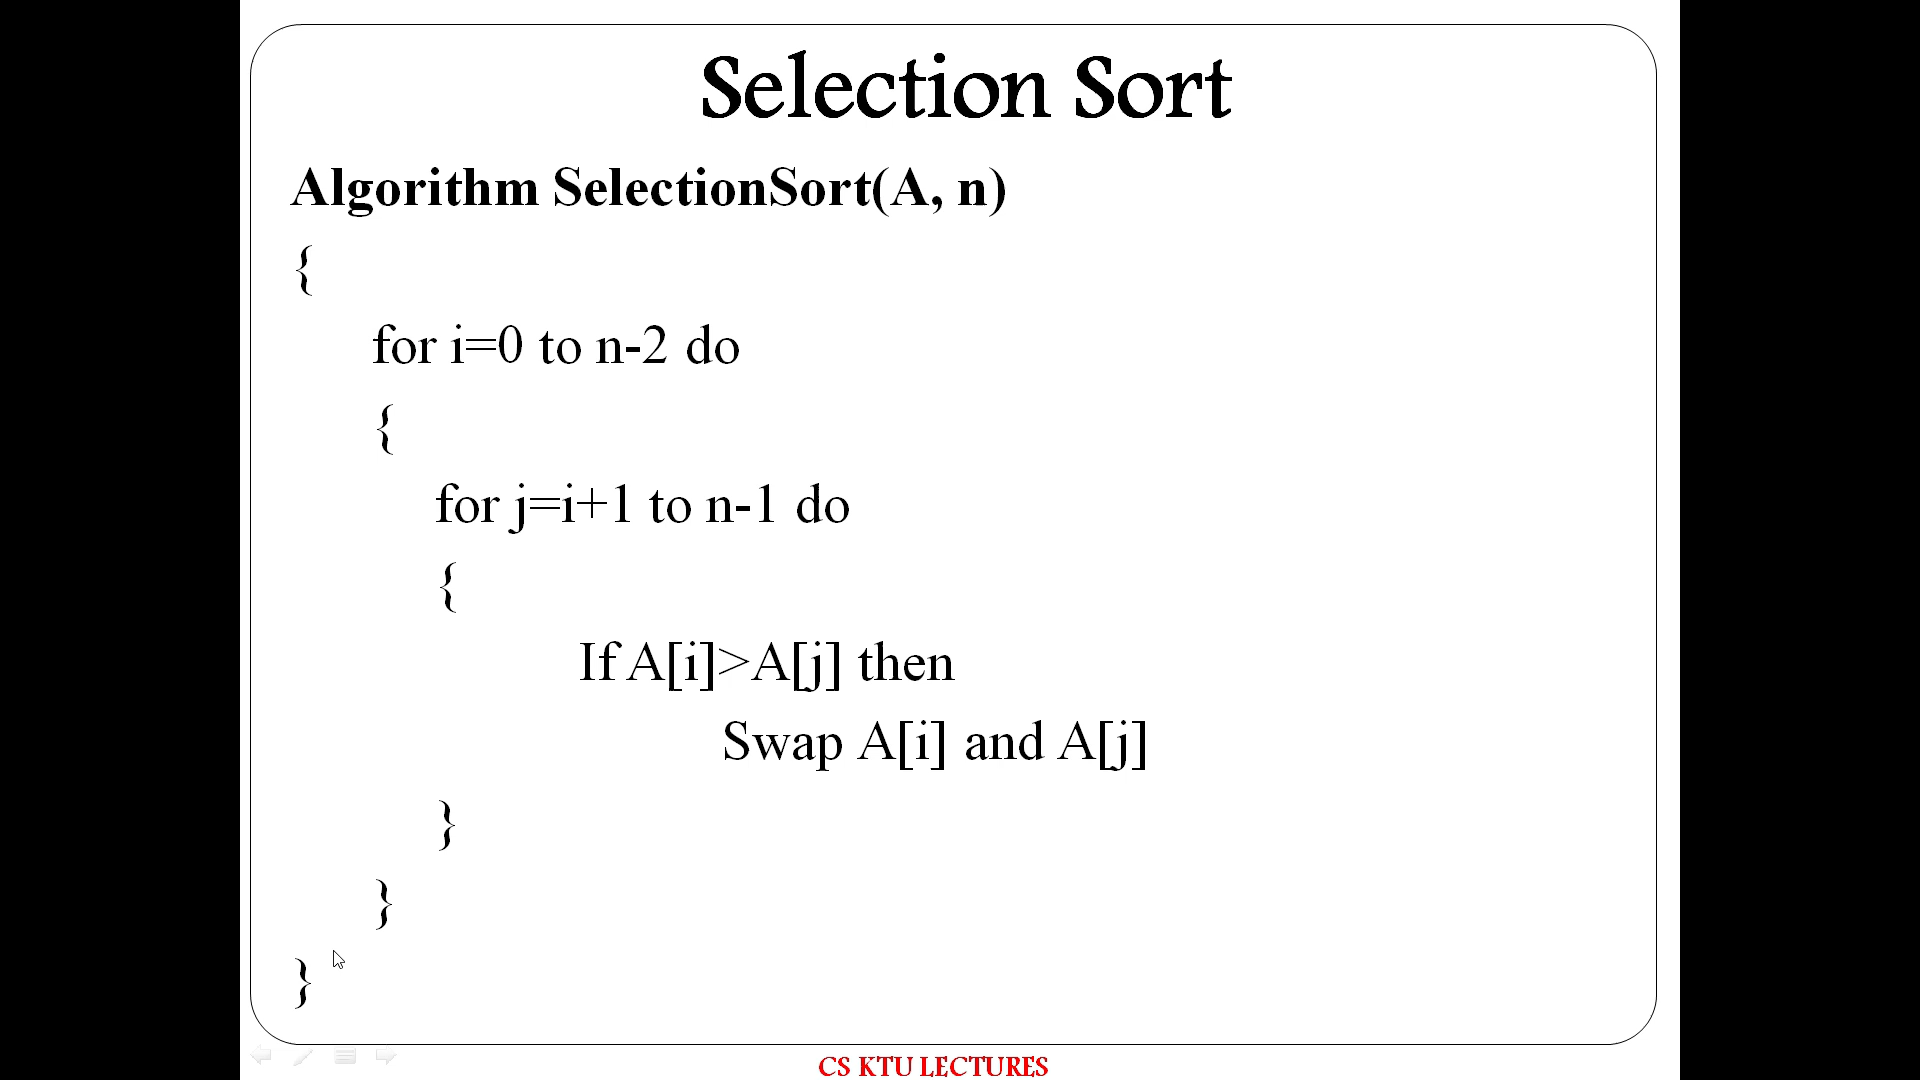 Selection Sort
Algorithm SelectionSort(A, n)
{
for i=0 to n-2 do
{
for j=i+1 to n-1 do
{
If A[i]>A[j] then
Swap A[i] and A[j]
}
}
}
CS KTU LECTURES